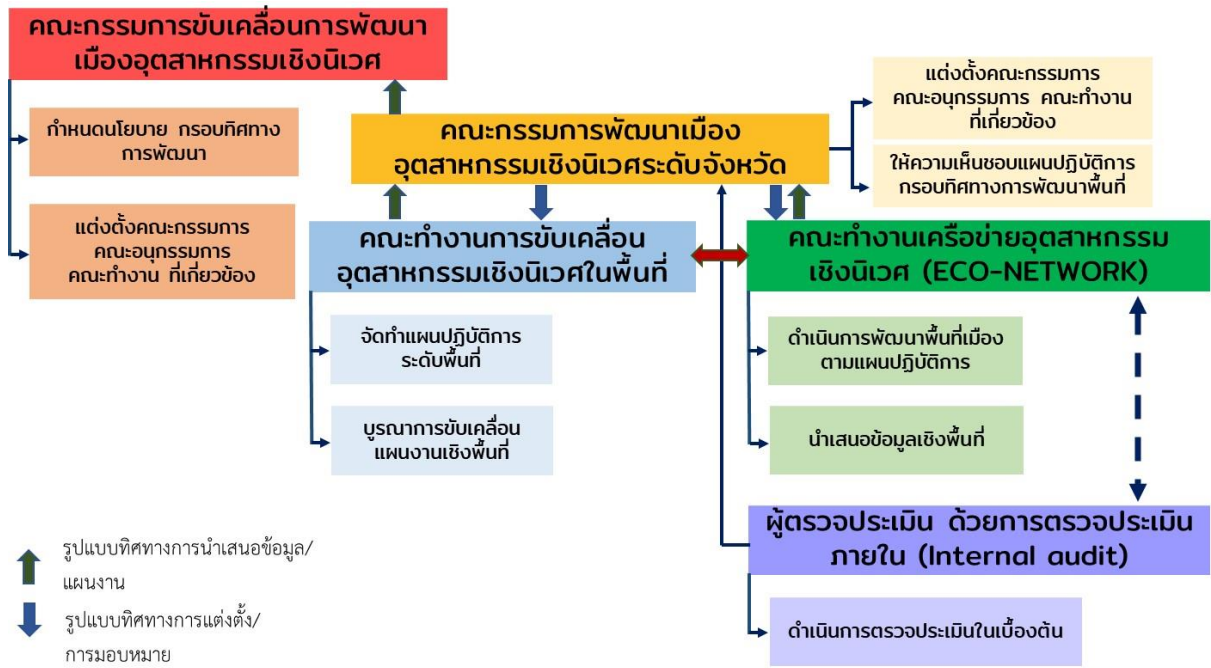 คณะกรรมการขับเคลื่อนการพัฒนา
เมืองอุตสาหกรรมเชิงนิเวศ
กำหนดนโยบาย กรอบทิศทาง
การพัฒนา
แต่งตั้งคณะกรรมการ
คณะอนุกรรมการ
คณะทำงาน ที่เกี่ยวข้อง
คณะกรรมการพัฒนาเมือง
อุตสาหกรรมเชิงนิเวศระดับจังหวัด
แต่งตั้งคณะกรรมการ
คณะอนุกรรมการ คณะทำงาน
ที่เกี่ยวข้อง
ให้ความเห็นชอบแผนปฏิบัติการ
กรอบทิศทางการพัฒนาพื้นที่
คณะทำงานการขับเคลื่อน
อุตสาหกรรมเชิงนิเวศในพื้นที่
จัดทำแผนปฏิบัติการ
ระดับพื้นที่
บูรณาการขับเคลื่อน
แผนงานเชิงพื้นที่
คณะทำงานเครือข่ายอุตสาหกรรม
เชิงนิเวศ (ECO-NETWORK)
ดำเนินการพัฒนาพื้นที่เมือง
ตามแผนปฏิบัติการ
นำเสนอข้อมูลเชิงพื้นที่
ผู้ตรวจประเมิน ด้วยการตรวจประเมิน
ภายใน (Internal audit)
ดำเนินการตรวจประเมินในเบื้องต้น
รูปแบบทิศทางการนำเสนอข้อมูล/
แผนงาน
รูปแบบทิศทางการแต่งตั้ง/
การมอบหมาย